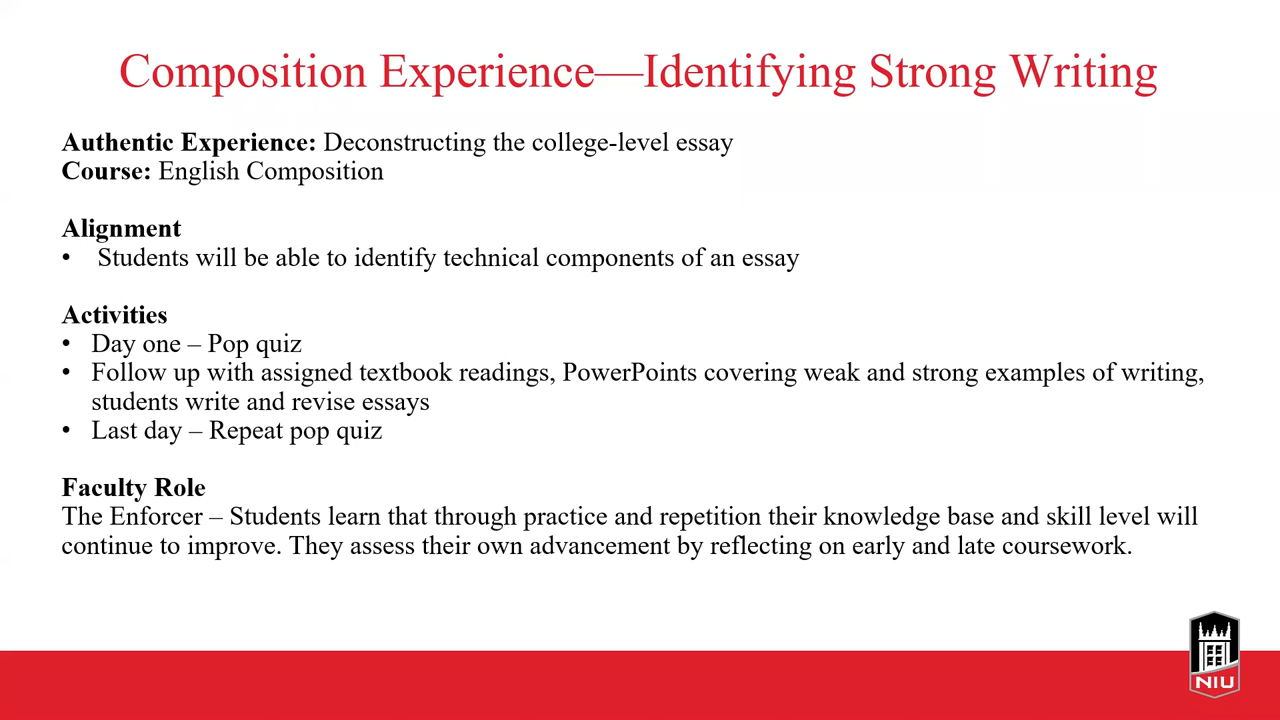 Composition Experience—Identifying Strong Writing
Authentic Experience: Deconstructing the college-level essay
Course: English Composition
Alignment
• Students will be able to identify technical components of an essay
Activities
• Day one – Pop quiz
• Follow up with assigned textbook readings, PowerPoints covering weak and strong examples of writing,
students write and revise essays
• Last day – Repeat pop quiz
Faculty Role
The Enforcer – Students learn that through practice and repetition their knowledge base and skill level will
continue to improve. They assess their own advancement by reflecting on early and late coursework.
NIU